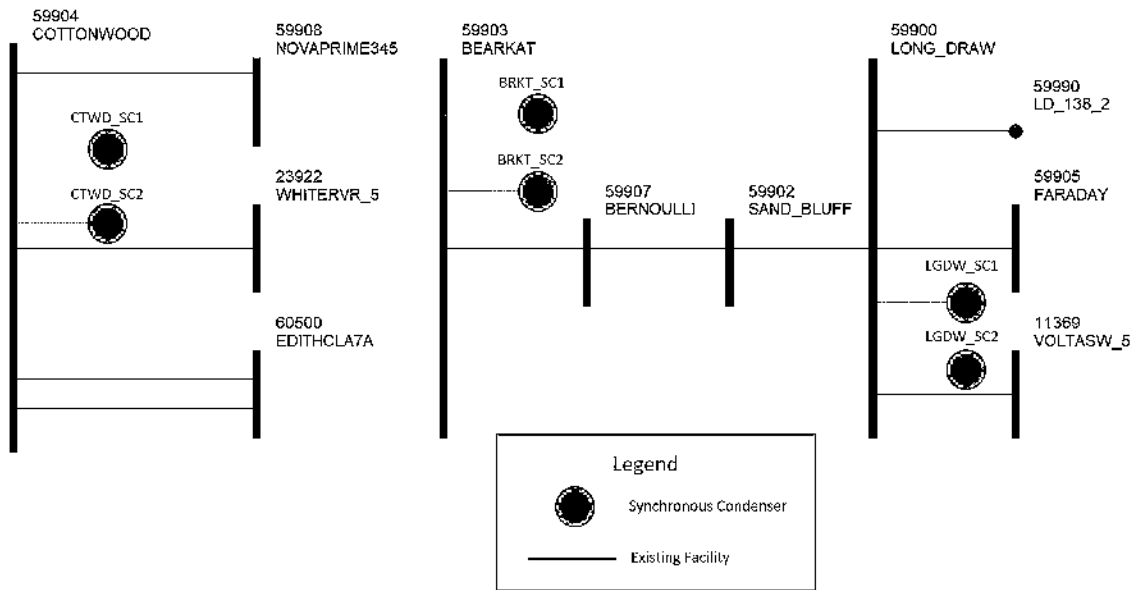 59904
COTTONWOOD
59908
NOVAPRIME345
CTWD_SC1
CTWD_SC2
23922
WHITERVR_5
60500
EDITHCLA7A
59903
BEARKAT
BRKT_SC1
BRKT_SC2
59907
BERNOULLI
59902
SAND_BLUFF
59900
LONG_DRAW
59990
LD_138_2
59905
FARADAY
LGDW_SC1
LGDW_SC2
11369
VOLTASW_5
Legend
Synchronous Condenser
Existing Facility